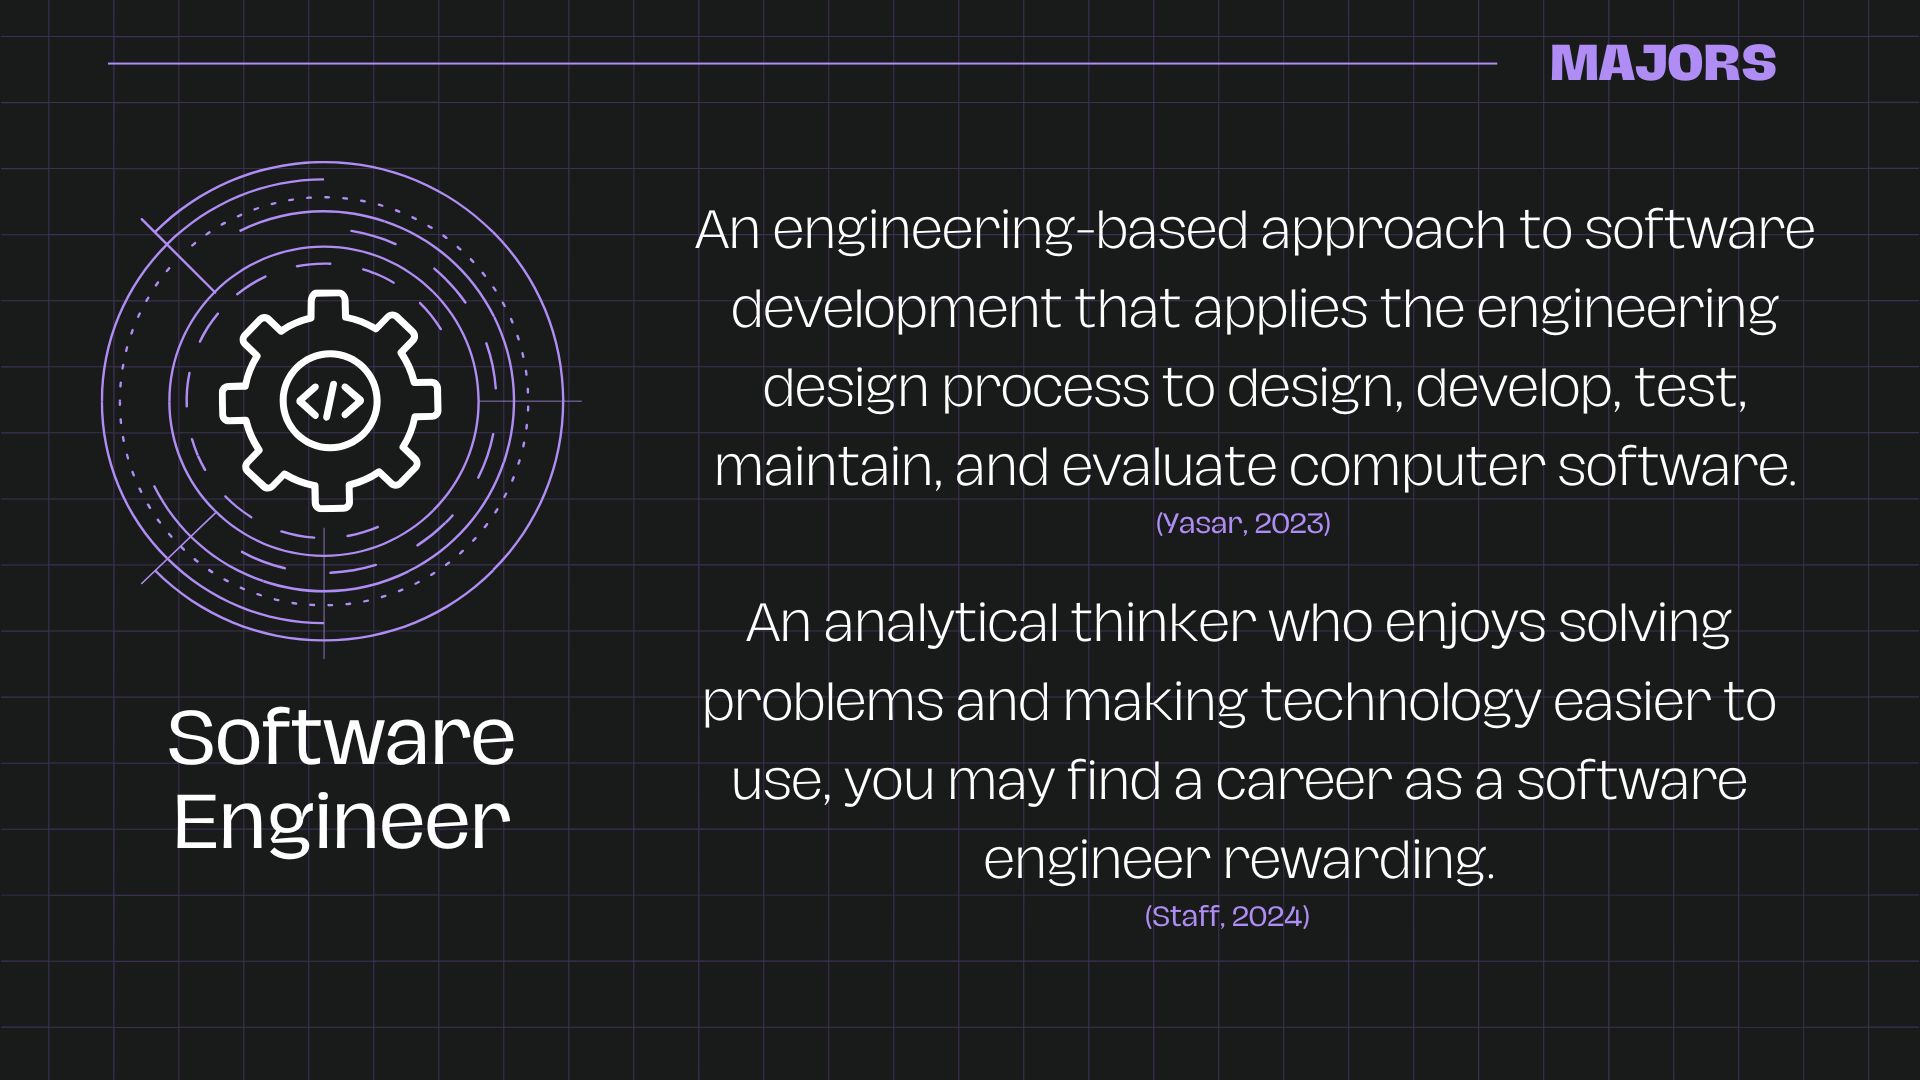 MAJORS
</>
Software
Engineer
An engineering-based approach to software
development that applies the engineering
design process to design, develop, test,
maintain, and evaluate computer software.
(Yasar, 2023)
An analytical thinker who enjoys solving
problems and making technology easier to
use, you may find a career as a software
engineer rewarding.
(Staff, 2024)